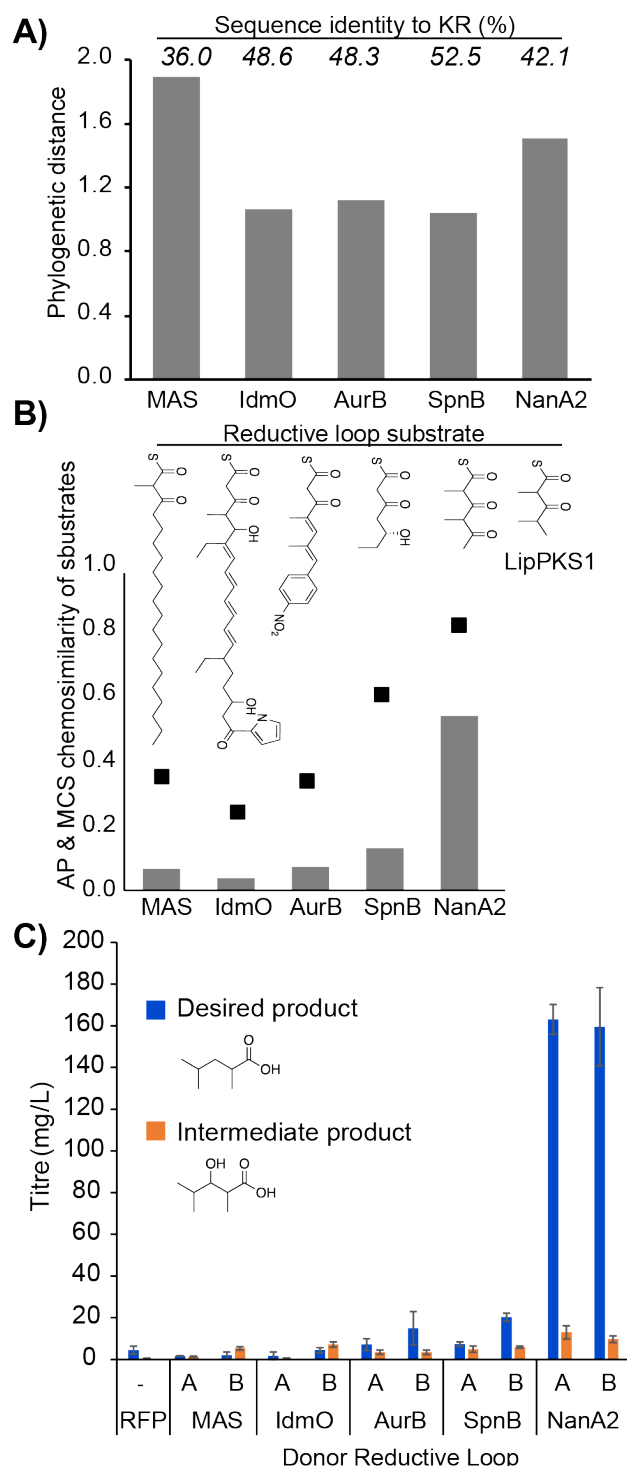 A)
Sequence identity to KR (%)
36.0 48.6 48.3 52.5 42.1
Phylogenetic distance
2.0
1.6
1.2
0.8
0.4
0.0
MAS IdmO AurB SpnB NanA2
B)
Reductive loop substrate
S O O
S O O OH OH O N
S O O NO2
S O O OH
S O O O
S O O
LipPKS1
AP & MCS chemosimilarity of sbustrates
1.0
0.8
0.6
0.4
0.2
0.0
MAS IdmO AurB SpnB NanA2
C)
Titre (mg/L)
200
180
160
140
120
100
80
60
40
20
0
Desired product
O
OH
Intermediate product
OH O
OH
- A B A B A B A B A B
RFP MAS IdmO AurB SpnB NanA2
Donor Reductive Loop